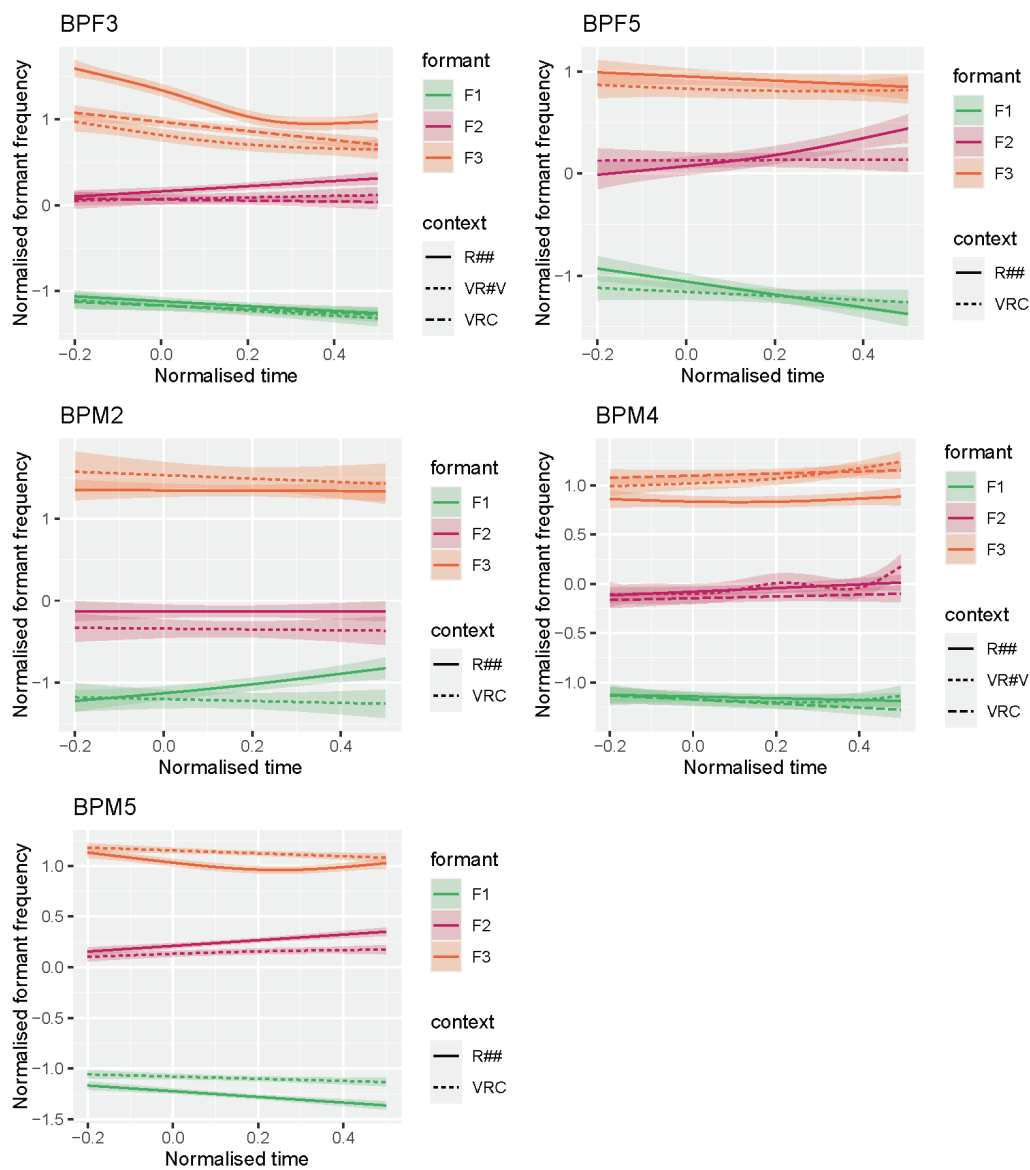 BPF3
Normalised formant frequency
1
0
−1
−0.2 0.0 0.2 0.4
Normalised time
formant
F1
F2
F3
context
R##
VR#V
VRC
BPF5
Normalised formant frequency
1
0
−1
−0.2 0.0 0.2 0.4
Normalised time
formant
F1
F2
F3
context
R##
VRC
BPM2
Normalised formant frequency
1
0
−1
−0.2 0.0 0.2 0.4
Normalised time
formant
F1
F2
F3
context
R##
VRC
BPM4
Normalised formant frequency
1.0
0.5
0.0
−0.5
−1.0
−0.2 0.0 0.2 0.4
Normalised time
formant
F1
F2
F3
context
R##
VR#V
VRC
BPM5
Normalised formant frequency
1.0
0.5
0.0
−1.0
−1.5
−0.2 0.0 0.2 0.4
Normalised time
formant
F1
F2
F3
context
R##
VRC